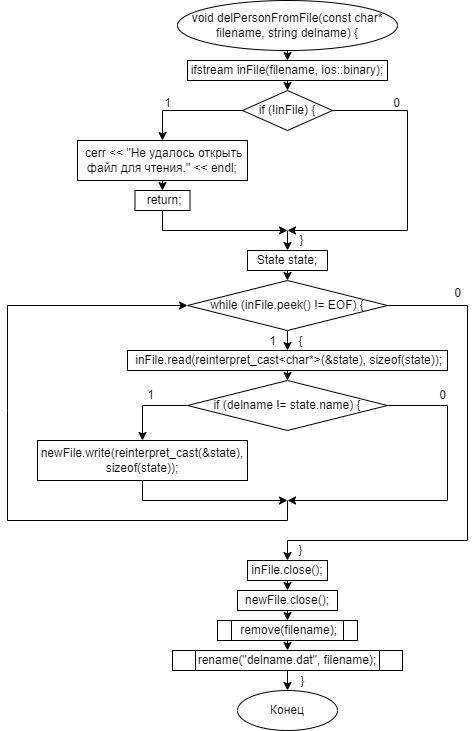 void delPersonFromFile(const char*
filename, string delname) {
ifstream inFile(filename, ios::binary);
if (!inFile) {
1
0
cerr << "Не удалось открыть
файл для чтения." << endl;
return;
}
State state;
while (inFile.peek() != EOF) {
0
1 {
inFile.read(reinterpret_cast<char*>(&state), sizeof(state));
if (delname != state.name) {
1
0
newFile.write(reinterpret_cast(&state),
sizeof(state));
}
inFile.close();
newFile.close();
remove(filename);
rename("delname.dat", filename);
}
Конец